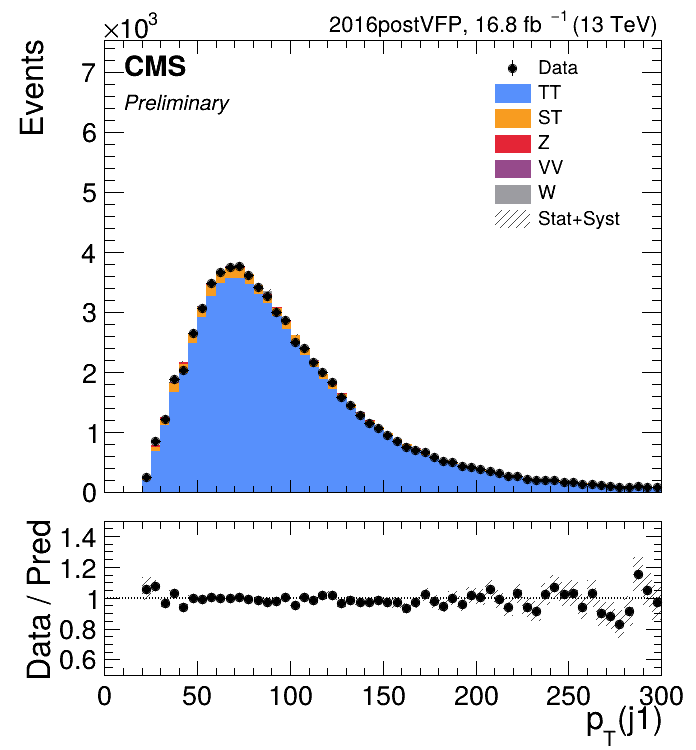 ×10³
2016postVFP, 16.8 fb ⁻¹ (13 TeV)
Events
CMS
Preliminary
Data
TT
ST
Z
VV
W
Stat+Syst
7
6
5
4
3
2
1
0
Data / Pred
1.4
1.2
1
0.8
0.6
0 50 100 150 200 250 300
p_T(j1)